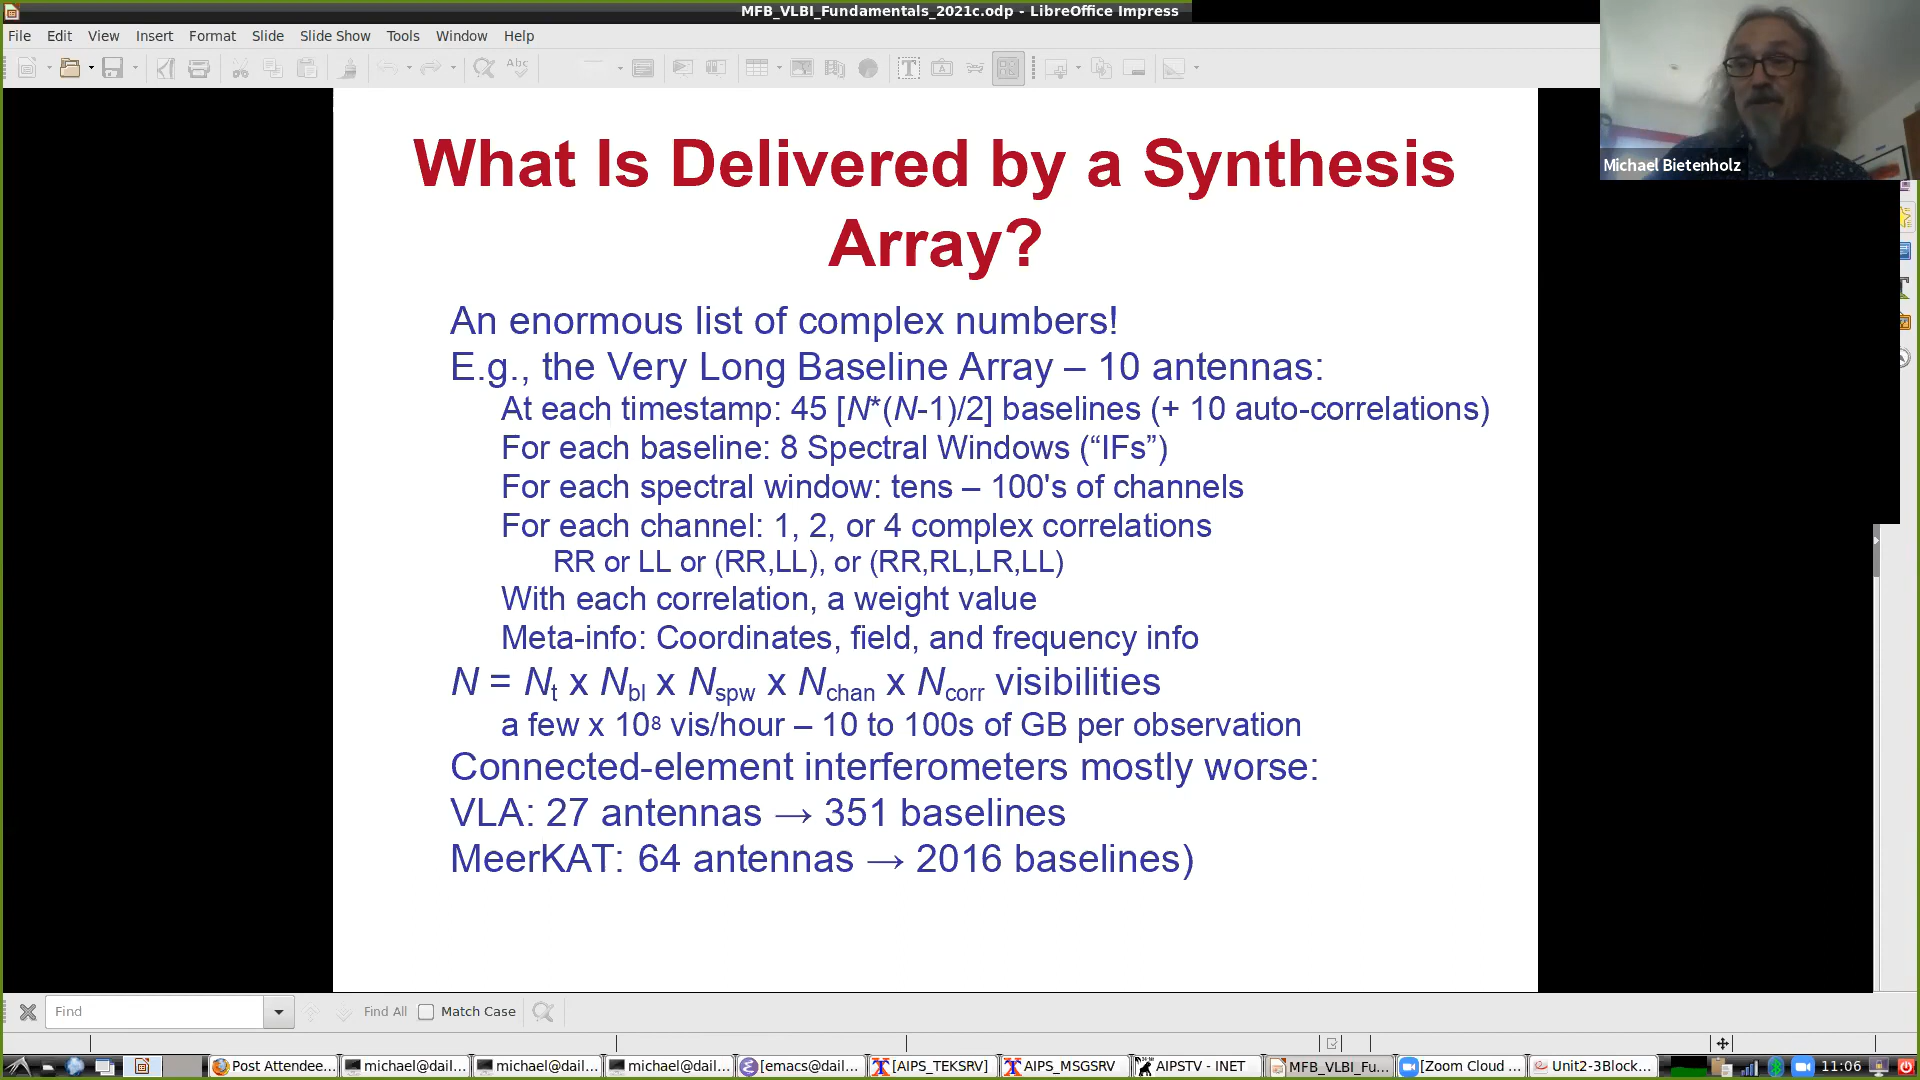 MFB_VLBI_Fundamentals_2021c.odp - LibreOffice Impress
File Edit View Insert Format Slide Slide Show Tools Window Help
Michael Bietenholz
What Is Delivered by a Synthesis
Array?
An enormous list of complex numbers!
E.g., the Very Long Baseline Array – 10 antennas:
At each timestamp: 45 [N*(N-1)/2] baselines (+ 10 auto-correlations)
For each baseline: 8 Spectral Windows (“IFs”)
For each spectral window: tens – 100's of channels
For each channel: 1, 2, or 4 complex correlations
RR or LL or (RR,LL), or (RR,RL,LR,LL)
With each correlation, a weight value
Meta-info: Coordinates, field, and frequency info
N = Nt x Nbl x Nspw x Nchan x Ncorr visibilities
a few x 10⁸ vis/hour – 10 to 100s of GB per observation
Connected-element interferometers mostly worse:
VLA: 27 antennas → 351 baselines
MeerKAT: 64 antennas → 2016 baselines)
Find Find All Match Case
Post Attendee... michael@dail... michael@dail... michael@dail... [emacs@dail... [AIPS_TEKSRV] AIPS_MSGSRV AIPSTV - INET MFB_VLBI_Fu... [Zoom Cloud ... Unit2-3Block... 11:06